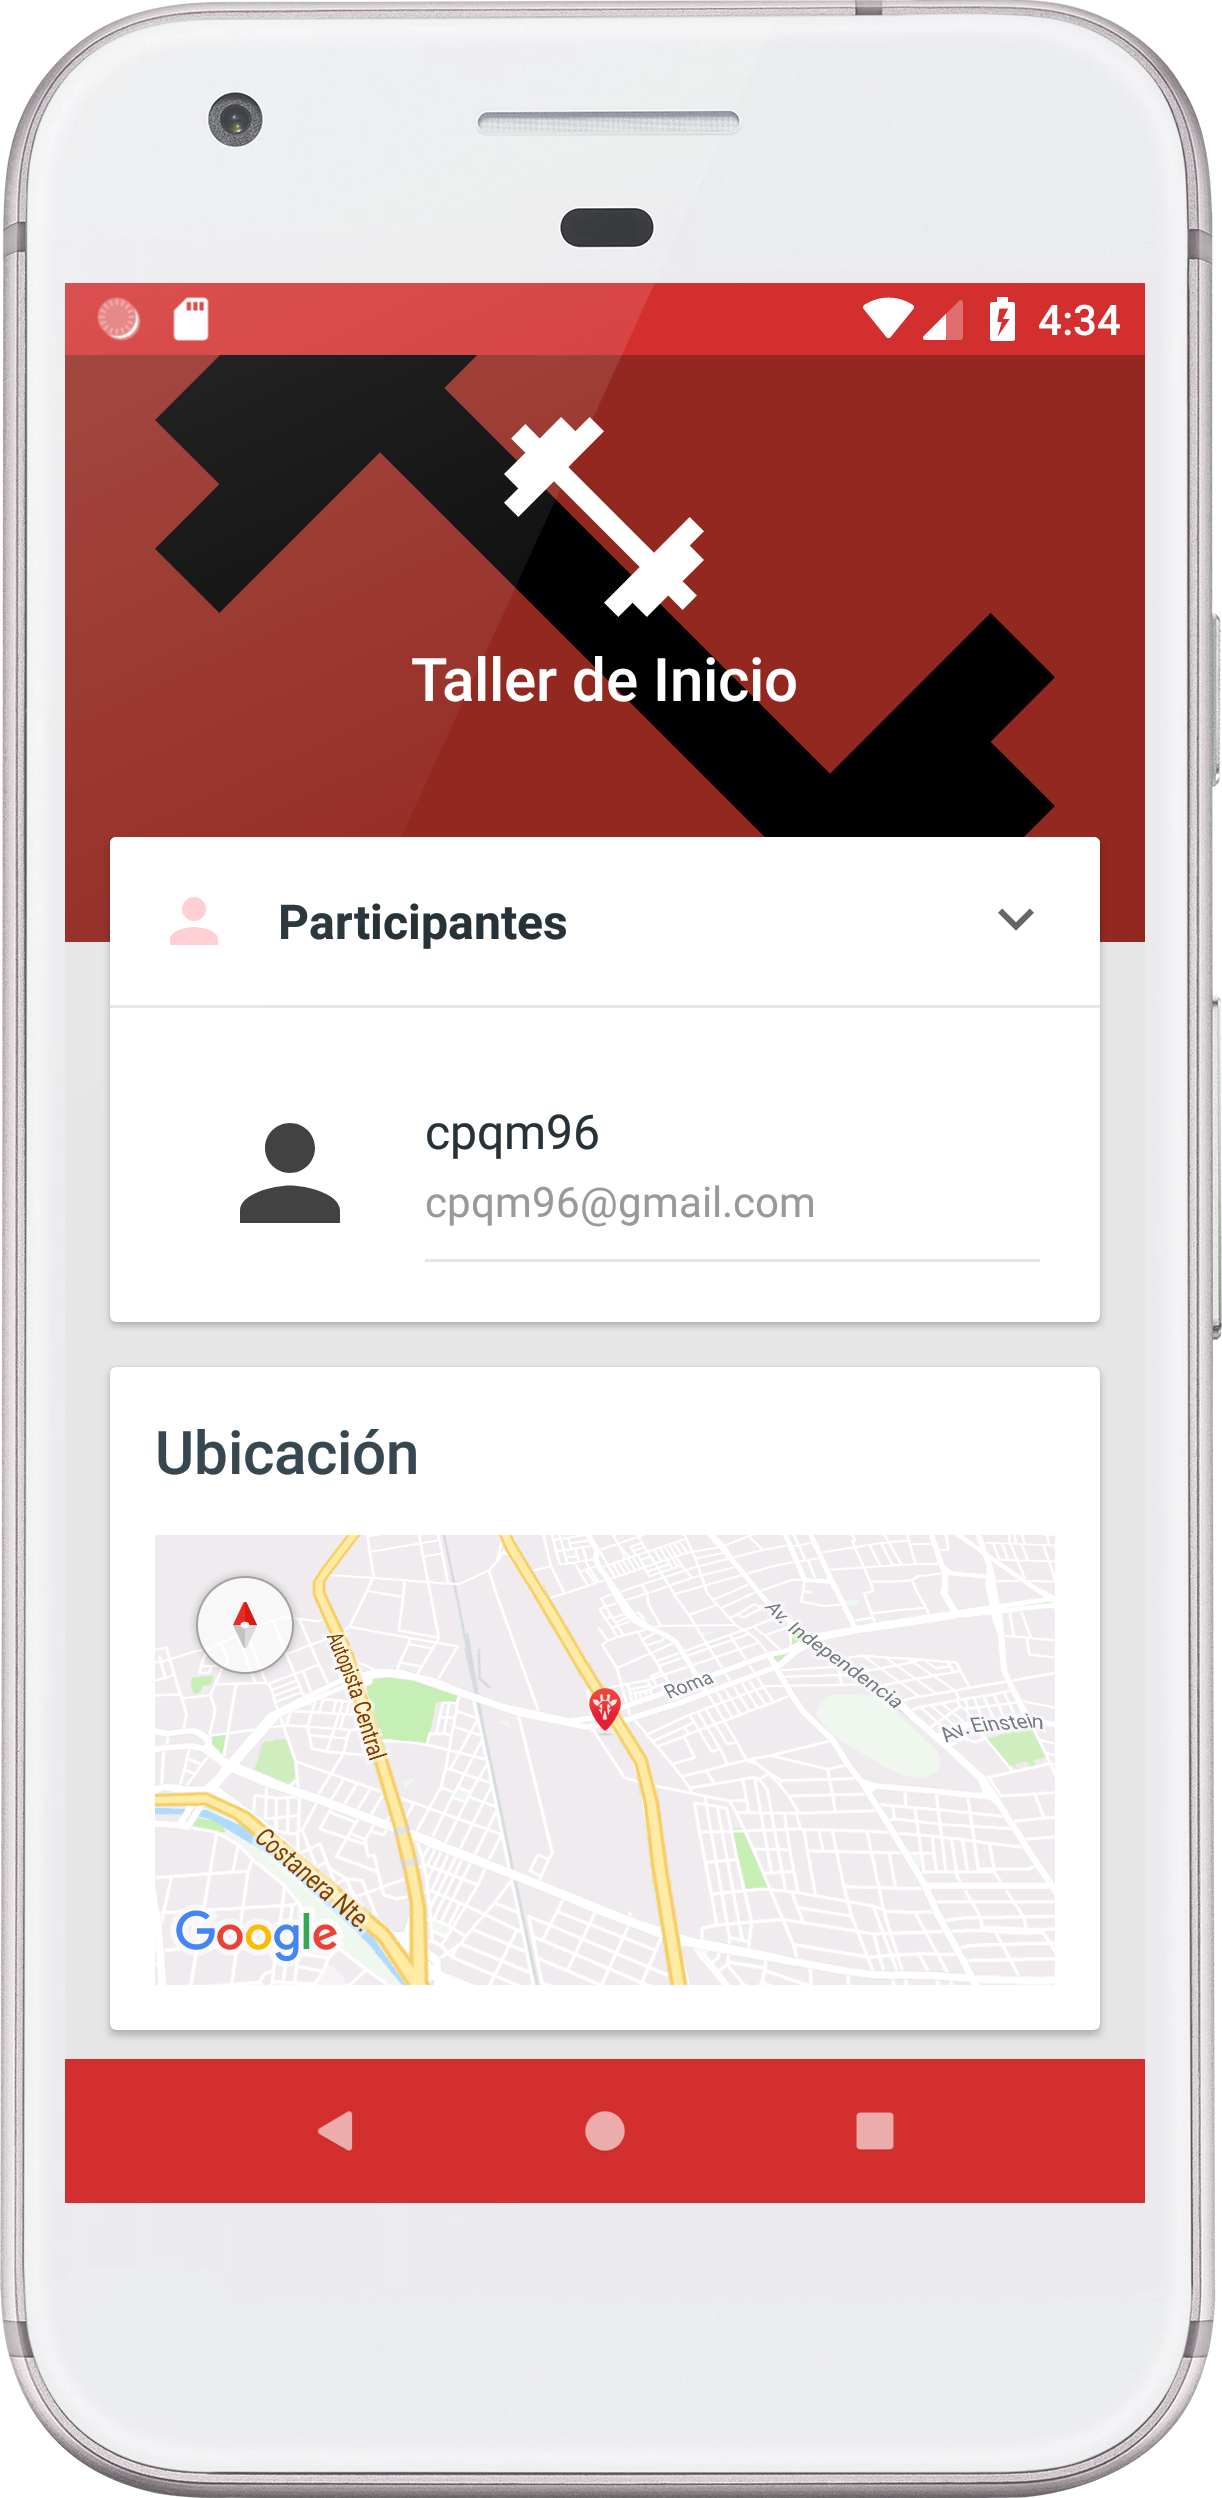 4:34
Taller de Inicio
Participantes
cpqm96
cpqm96@gmail.com
Ubicación
Av. Independencia
Autopista Central
Roma
Av. Einstein
Costanera Nte.
Google